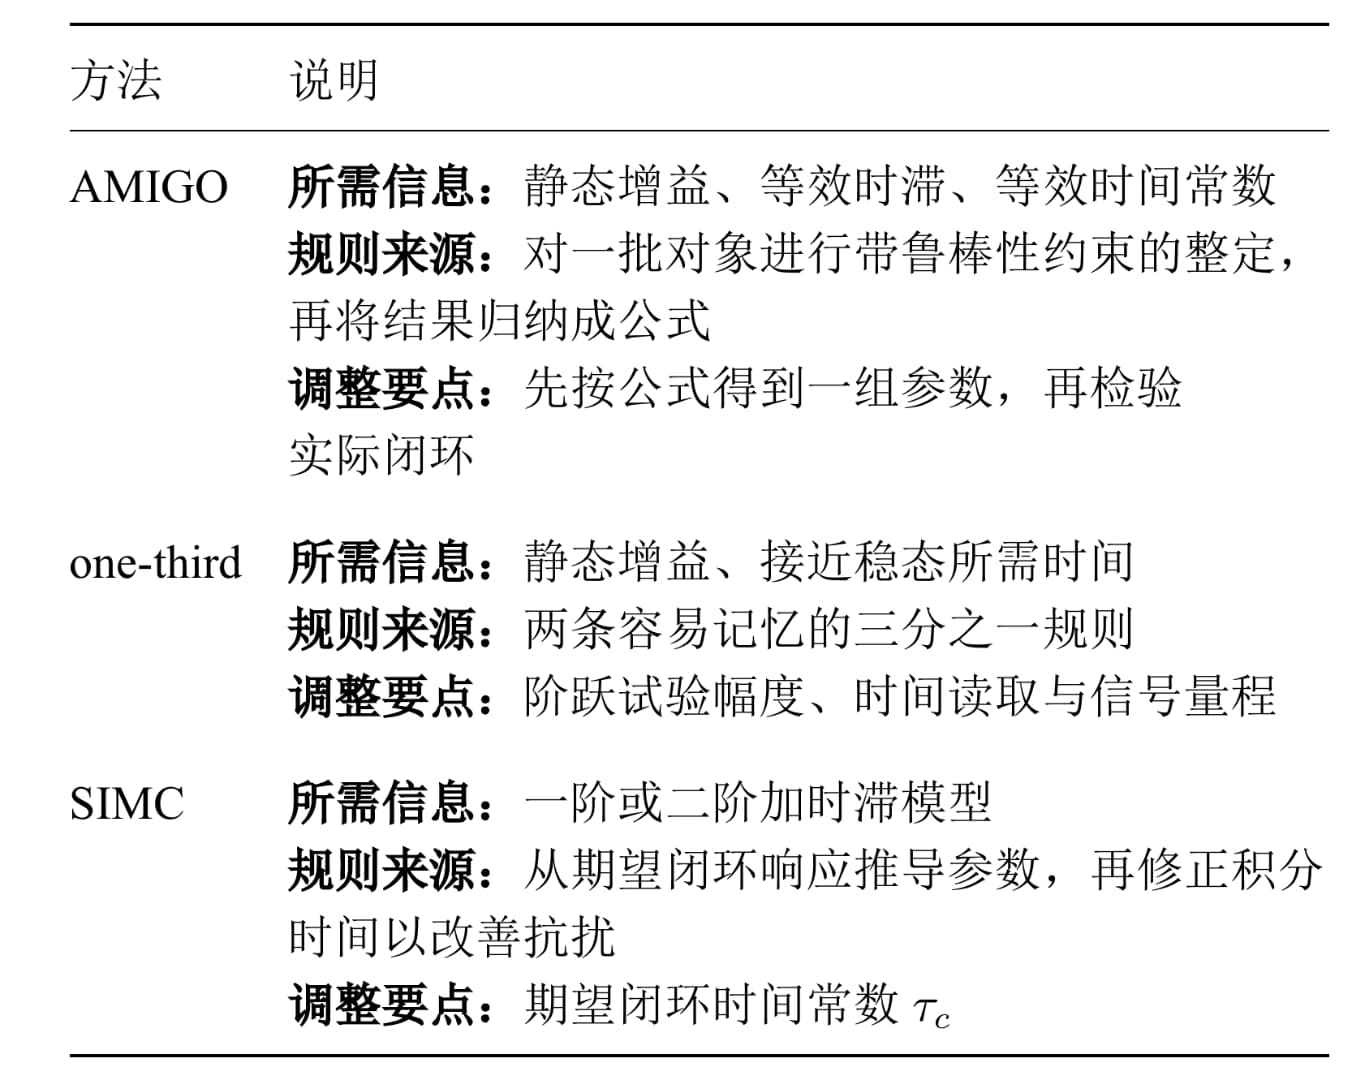 方法 说明
AMIGO 所需信息：静态增益、等效时滞、等效时间常数
规则来源：对一批对象进行带鲁棒性约束的整定，
再将结果归纳成公式
调整要点：先按公式得到一组参数，再检验
实际闭环
one-third 所需信息：静态增益、接近稳态所需时间
规则来源：两条容易记忆的三分之一规则
调整要点：阶跃试验幅度、时间读取与信号量程
SIMC 所需信息：一阶或二阶加时滞模型
规则来源：从期望闭环响应推导参数，再修正积分
时间以改善抗扰
调整要点：期望闭环时间常数 τc